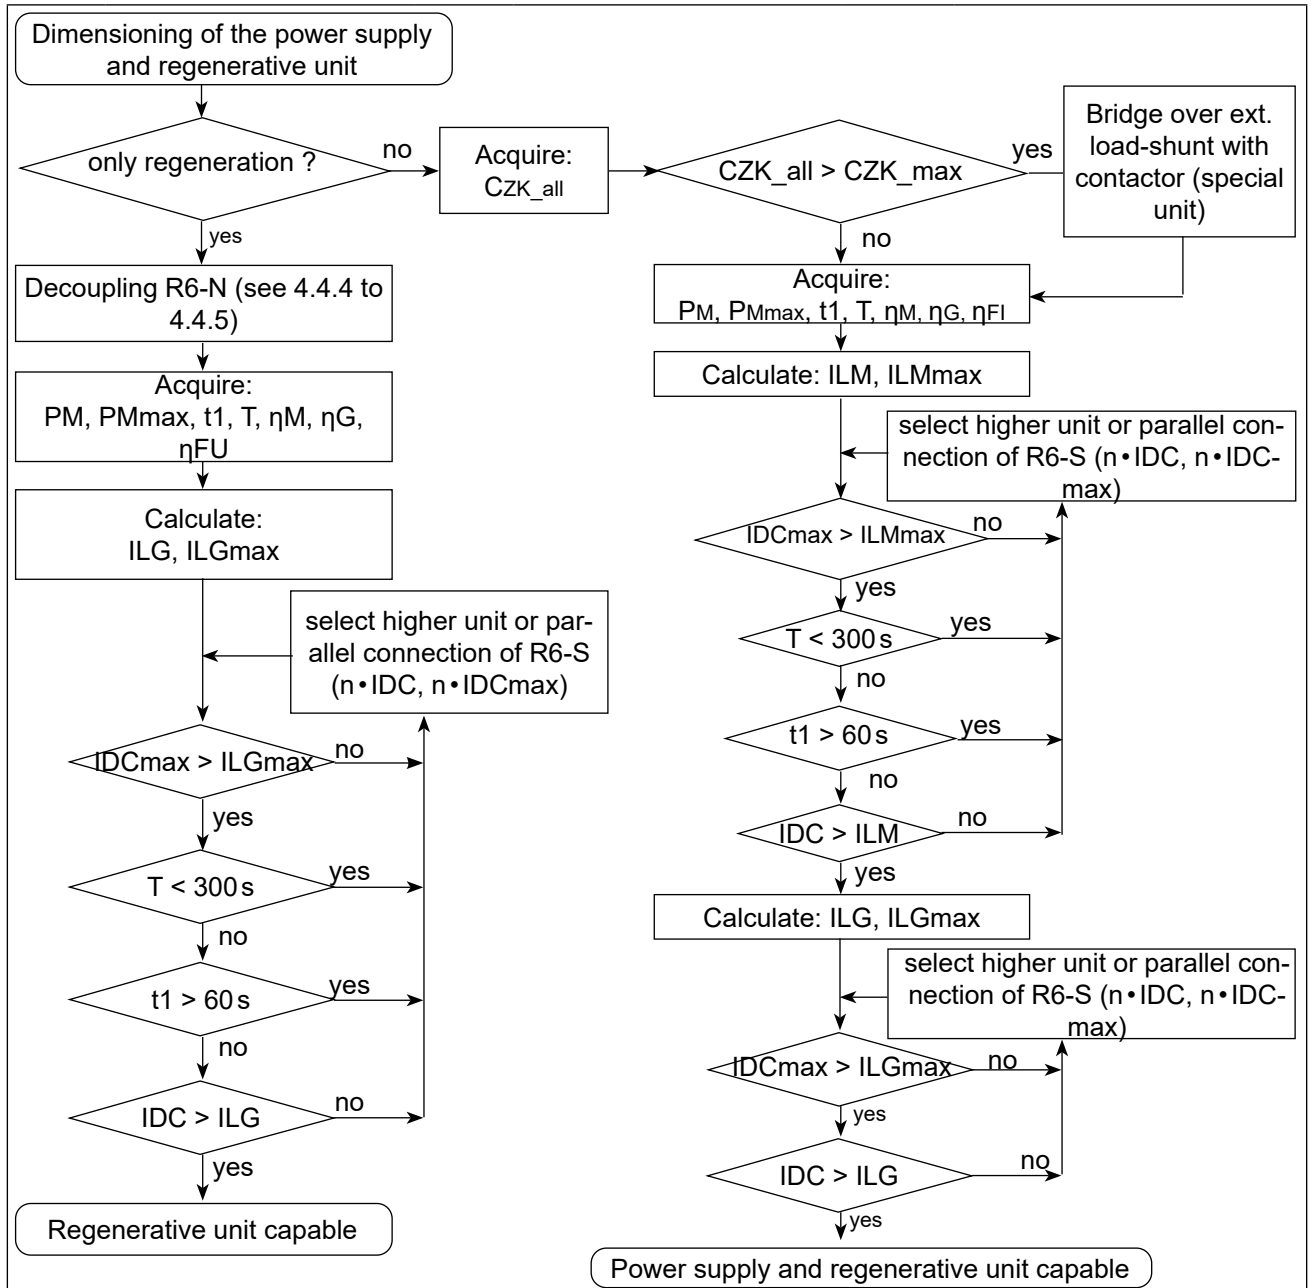 Dimensioning of the power supply
and regenerative unit
only regeneration ?
no
Acquire:
CZK_all
CZK_all > CZK_max
yes
Bridge over ext.
load-shunt with
contactor (special
unit)
yes
Decoupling R6-N (see 4.4.4 to
4.4.5)
Acquire:
PM, PMmax, t1, T, ηM, ηG,
ηFU
Calculate:
ILG, ILGmax
select higher unit or par-
allel connection of R6-S
(n•IDC, n•IDCmax)
IDCmax > ILGmax
no
yes
T < 300s
yes
no
t1 > 60s
yes
no
IDC > ILG
no
yes
Regenerative unit capable
no
Acquire:
PM, PMmax, t1, T, ηM, ηG, ηFI
Calculate: ILM, ILMmax
select higher unit or parallel con-
nection of R6-S (n•IDC, n•IDC-
max)
IDCmax > ILMmax
no
yes
T < 300s
yes
no
t1 > 60s
yes
no
IDC > ILM
no
yes
Calculate: ILG, ILGmax
select higher unit or parallel con-
nection of R6-S (n•IDC, n•IDC-
max)
IDCmax > ILGmax
no
yes
IDC > ILG
no
yes
Power supply and regenerative unit capable